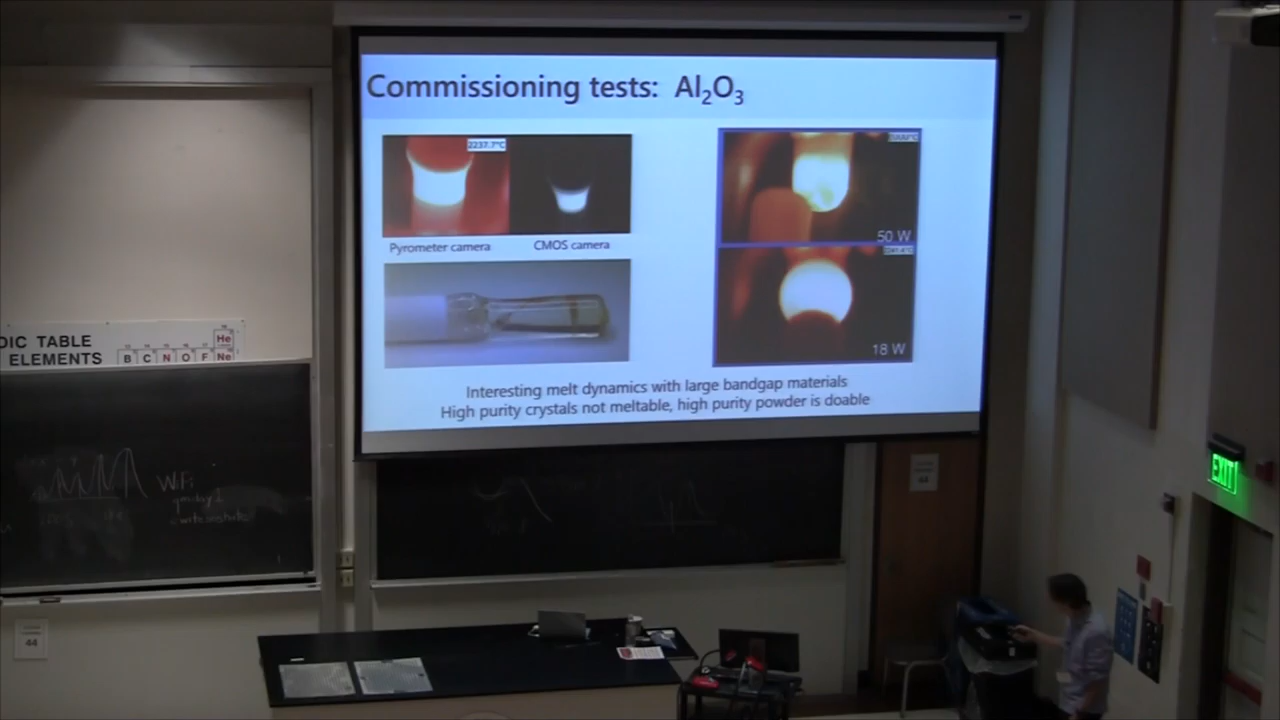 Commissioning tests: Al2O3
2237.7°C
Pyrometer camera
CMOS camera
50 W
18 W
Interesting melt dynamics with large bandgap materials
High purity crystals not meltable, high purity powder is doable
DIC TABLE
ELEMENTS
He
B C N O F Ne
WiFi
EXIT
44